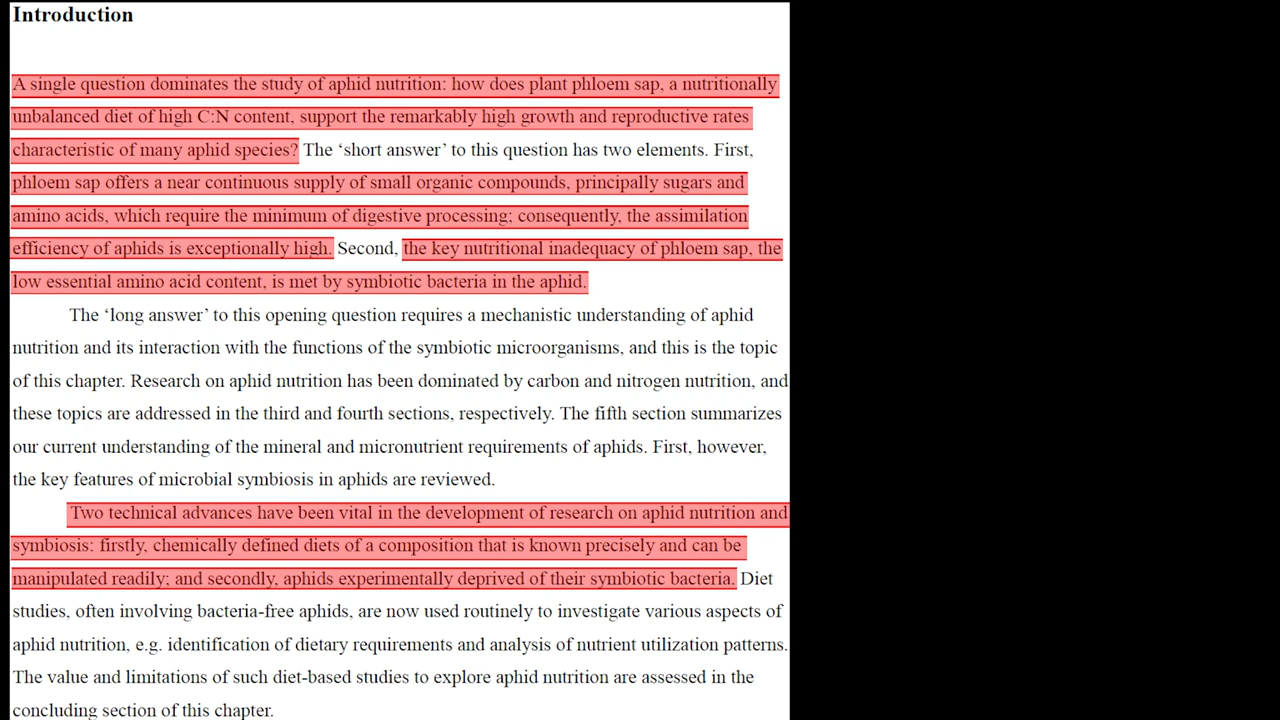 Introduction
A single question dominates the study of aphid nutrition: how does plant phloem sap, a nutritionally
unbalanced diet of high C:N content, support the remarkably high growth and reproductive rates
characteristic of many aphid species? The ‘short answer’ to this question has two elements. First,
phloem sap offers a near continuous supply of small organic compounds, principally sugars and
amino acids, which require the minimum of digestive processing; consequently, the assimilation
efficiency of aphids is exceptionally high. Second, the key nutritional inadequacy of phloem sap, the
low essential amino acid content, is met by symbiotic bacteria in the aphid.
The ‘long answer’ to this opening question requires a mechanistic understanding of aphid
nutrition and its interaction with the functions of the symbiotic microorganisms, and this is the topic
of this chapter. Research on aphid nutrition has been dominated by carbon and nitrogen nutrition, and
these topics are addressed in the third and fourth sections, respectively. The fifth section summarizes
our current understanding of the mineral and micronutrient requirements of aphids. First, however,
the key features of microbial symbiosis in aphids are reviewed.
Two technical advances have been vital in the development of research on aphid nutrition and
symbiosis: firstly, chemically defined diets of a composition that is known precisely and can be
manipulated readily; and secondly, aphids experimentally deprived of their symbiotic bacteria. Diet
studies, often involving bacteria-free aphids, are now used routinely to investigate various aspects of
aphid nutrition, e.g. identification of dietary requirements and analysis of nutrient utilization patterns.
The value and limitations of such diet-based studies to explore aphid nutrition are assessed in the
concluding section of this chapter.